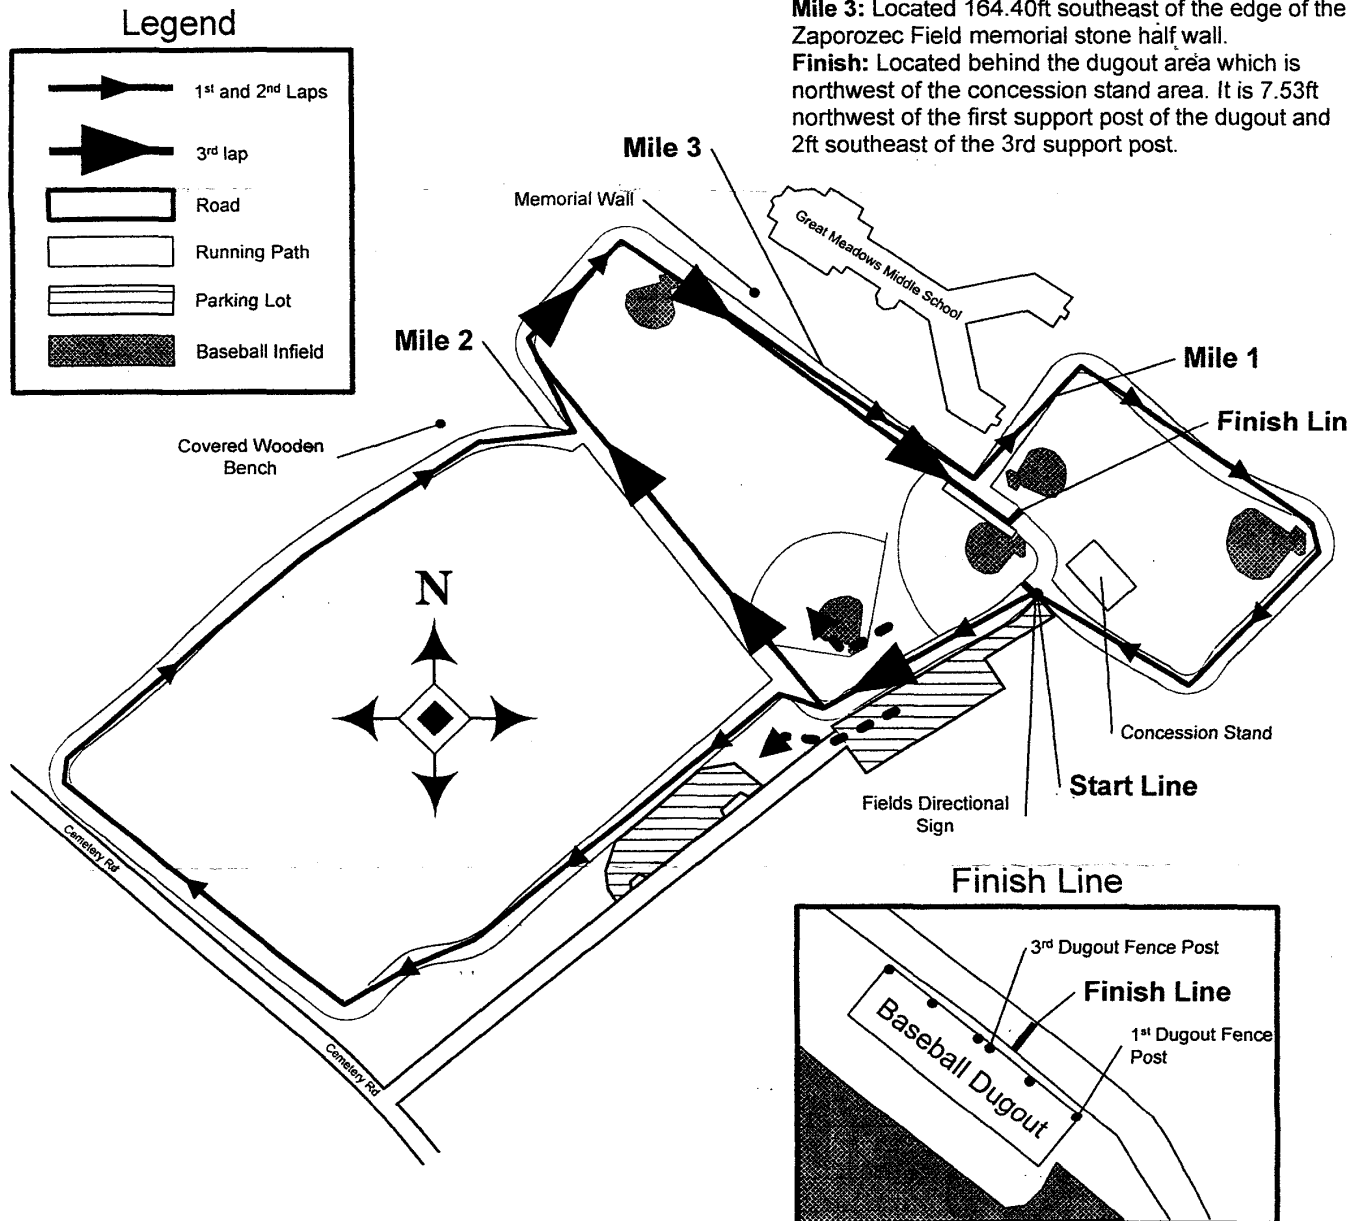 Legend
1st and 2nd Laps
3rd lap
Road
Running Path
Parking Lot
Baseball Infield
Mile 3: Located 164.40ft southeast of the edge of the
Zaporozec Field memorial stone half wall.
Finish: Located behind the dugout area which is
northwest of the concession stand area. It is 7.53ft
northwest of the first support post of the dugout and
2ft southeast of the 3rd support post.
Mile 3
Memorial Wall
Great Meadows Middle School
Mile 2
Mile 1
Finish Lin
Covered Wooden
Bench
N
Concession Stand
Start Line
Fields Directional
Sign
Cemetery Rd
Cemetery Rd
Finish Line
3rd Dugout Fence Post
Finish Line
1st Dugout Fence
Post
Baseball Dugout